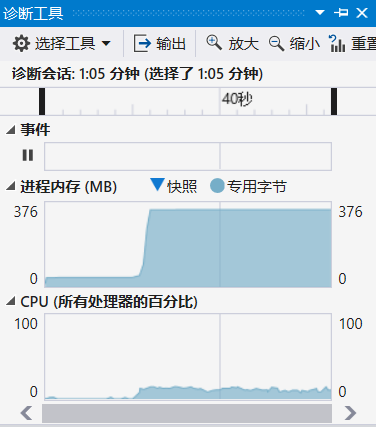 诊断工具
选择工具 输出 放大 缩小 重置
诊断会话: 1:05 分钟 (选择了 1:05 分钟)
40秒
事件
进程内存 (MB) 快照 专用字节
376 376
0 0
CPU (所有处理器的百分比)
100 100
0 0